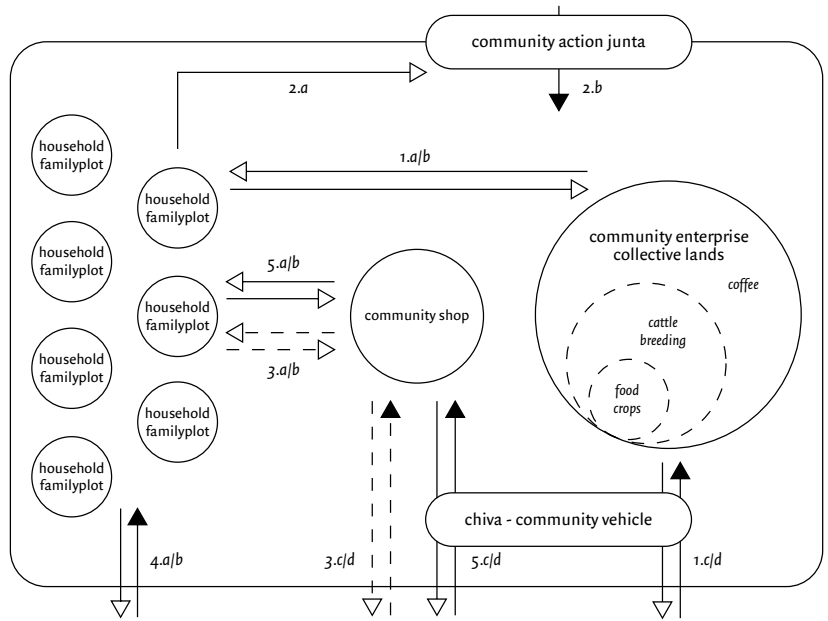 community action junta
2.a
2.b
household
familyplot
1.a/b
household
familyplot
community enterprise
collective lands
household
familyplot
5.a/b
coffee
household
familyplot
community shop
cattle
breeding
household
familyplot
3.a/b
food
crops
household
familyplot
household
familyplot
chiva - community vehicle
4.a/b
3.c/d
5.c/d
1.c/d